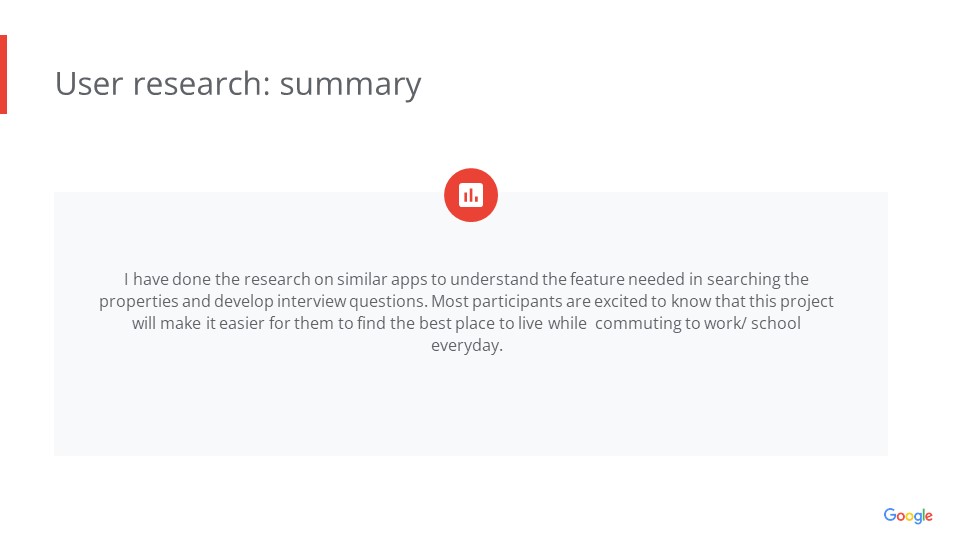 User research: summary
I have done the research on similar apps to understand the feature needed in searching the
properties and develop interview questions. Most participants are excited to know that this project
will make it easier for them to find the best place to live while  commuting to work/ school
everyday.
Google